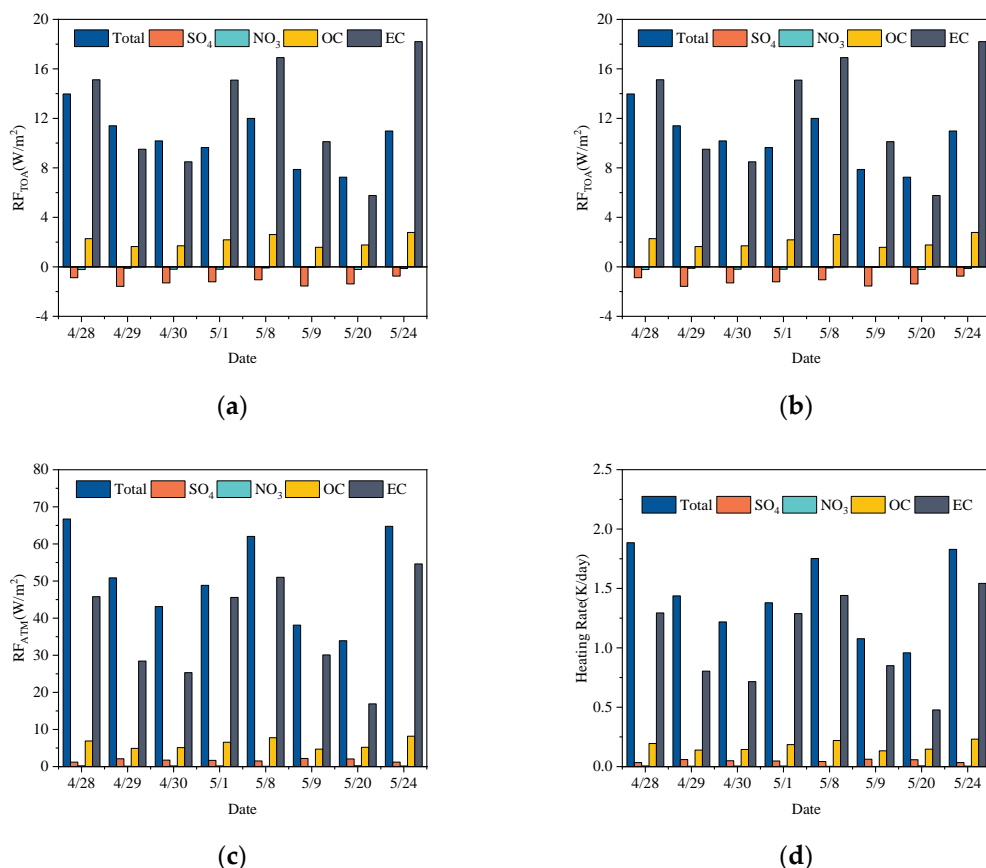 20
16
12
8
4
0
-4
RF_TOA(W/m²)
Total SO₄ NO₃ OC EC
4/28 4/29 4/30 5/1 5/8 5/9 5/20 5/24
Date
(a)
20
16
12
8
4
0
-4
RF_TOA(W/m²)
Total SO₄ NO₃ OC EC
4/28 4/29 4/30 5/1 5/8 5/9 5/20 5/24
Date
(b)
80
70
60
50
40
30
20
10
0
RF_ATM(W/m²)
Total SO₄ NO₃ OC EC
4/28 4/29 4/30 5/1 5/8 5/9 5/20 5/24
Date
(c)
2.5
2.0
1.5
1.0
0.5
0.0
Heating Rate(K/day)
Total SO₄ NO₃ OC EC
4/28 4/29 4/30 5/1 5/8 5/9 5/20 5/24
Date
(d)